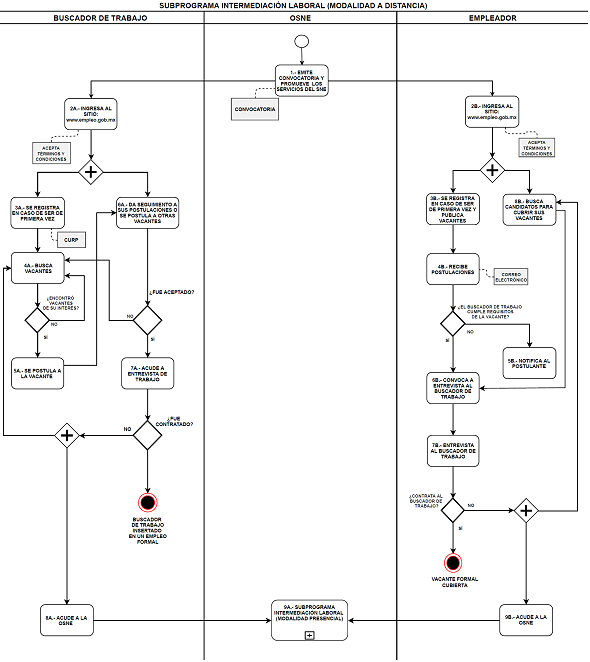 SUBPROGRAMA INTERMEDIACIÓN LABORAL (MODALIDAD A DISTANCIA)
BUSCADOR DE TRABAJO
OSNE
EMPLEADOR
1.- EMITE
CONVOCATORIA Y
PROMUEVE LOS
SERVICIOS DEL SNE
CONVOCATORIA
2A.- INGRESA AL
SITIO:
www.empleo.gob.mx
ACEPTA
TÉRMINOS Y
CONDICIONES
3A.- SE REGISTRA
EN CASO DE SER DE
PRIMERA VEZ
CURP
6A.- DA SEGUIMIENTO A
SUS POSTULACIONES O
SE POSTULA A OTRAS
VACANTES
4A.- BUSCA
VACANTES
¿ENCONTRÓ
VACANTES
DE SU INTERÉS?
NO
SÍ
5A.- SE POSTULA A
LA VACANTE
¿FUE ACEPTADO?
NO
SÍ
7A.- ACUDE A
ENTREVISTA DE
TRABAJO
¿FUE
CONTRATADO?
NO
BUSCADOR
DE TRABAJO
INSERTADO
EN UN EMPLEO
FORMAL
8A.- ACUDE A LA
OSNE
9A.- SUBPROGRAMA
INTERMEDIACIÓN LABORAL
(MODALIDAD PRESENCIAL)
2B.- INGRESA AL
SITIO:
www.empleo.gob.mx
ACEPTA
TÉRMINOS Y
CONDICIONES
3B.- SE REGISTRA
EN CASO DE SER
DE PRIMERA VEZ Y
PUBLICA
VACANTES
8B.- BUSCA
CANDIDATOS PARA
CUBRIR SUS
VACANTES
4B.- RECIBE
POSTULACIONES
CORREO
ELECTRÓNICO
¿EL BUSCADOR DE TRABAJO
CUMPLE REQUISITOS
DE LA VACANTE?
NO
SÍ
5B.- NOTIFICA AL
POSTULANTE
6B.- CONVOCA A
ENTREVISTA AL
BUSCADOR DE
TRABAJO
7B.- ENTREVISTA
AL BUSCADOR DE
TRABAJO
¿CONTRATA AL
BUSCADOR DE
TRABAJO?
NO
SÍ
VACANTE FORMAL
CUBIERTA
9B.- ACUDE A LA
OSNE